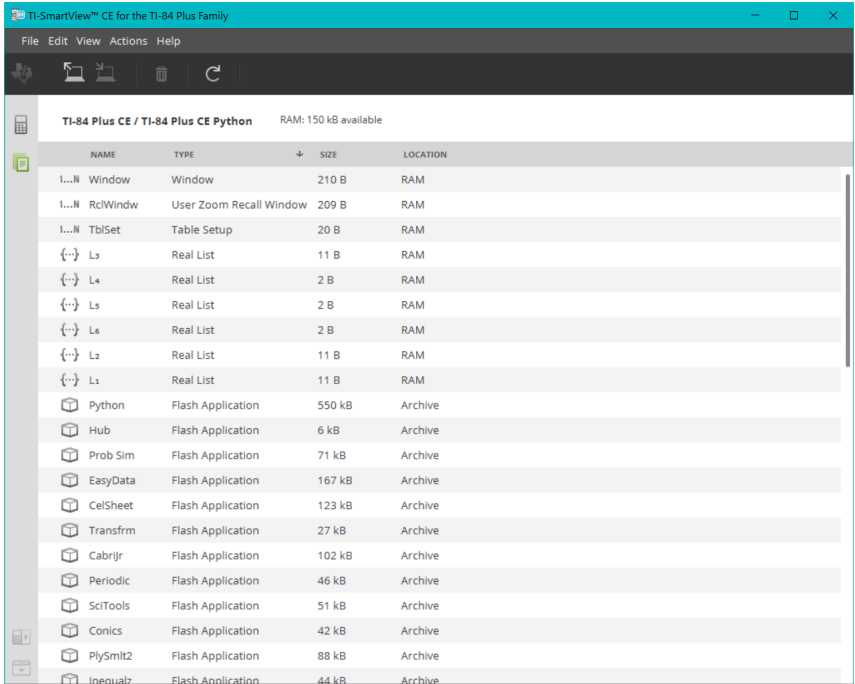 TI-SmartView™ CE for the TI-84 Plus Family
File Edit View Actions Help
TI-84 Plus CE / TI-84 Plus CE Python RAM: 150 kB available
NAME TYPE SIZE LOCATION
1...N Window Window 210 B RAM
1...N RclWindw User Zoom Recall Window 209 B RAM
1...N TblSet Table Setup 20 B RAM
{···} L₃ Real List 11 B RAM
{···} L₄ Real List 2 B RAM
{···} L₅ Real List 2 B RAM
{···} L₆ Real List 2 B RAM
{···} L₂ Real List 11 B RAM
{···} L₁ Real List 11 B RAM
Python Flash Application 550 kB Archive
Hub Flash Application 6 kB Archive
Prob Sim Flash Application 71 kB Archive
EasyData Flash Application 167 kB Archive
CelSheet Flash Application 123 kB Archive
Transfrm Flash Application 27 kB Archive
CabriJr Flash Application 102 kB Archive
Periodic Flash Application 46 kB Archive
SciTools Flash Application 51 kB Archive
Conics Flash Application 42 kB Archive
PlySmlt2 Flash Application 88 kB Archive
Inequalz Flash Application 44 kB Archive